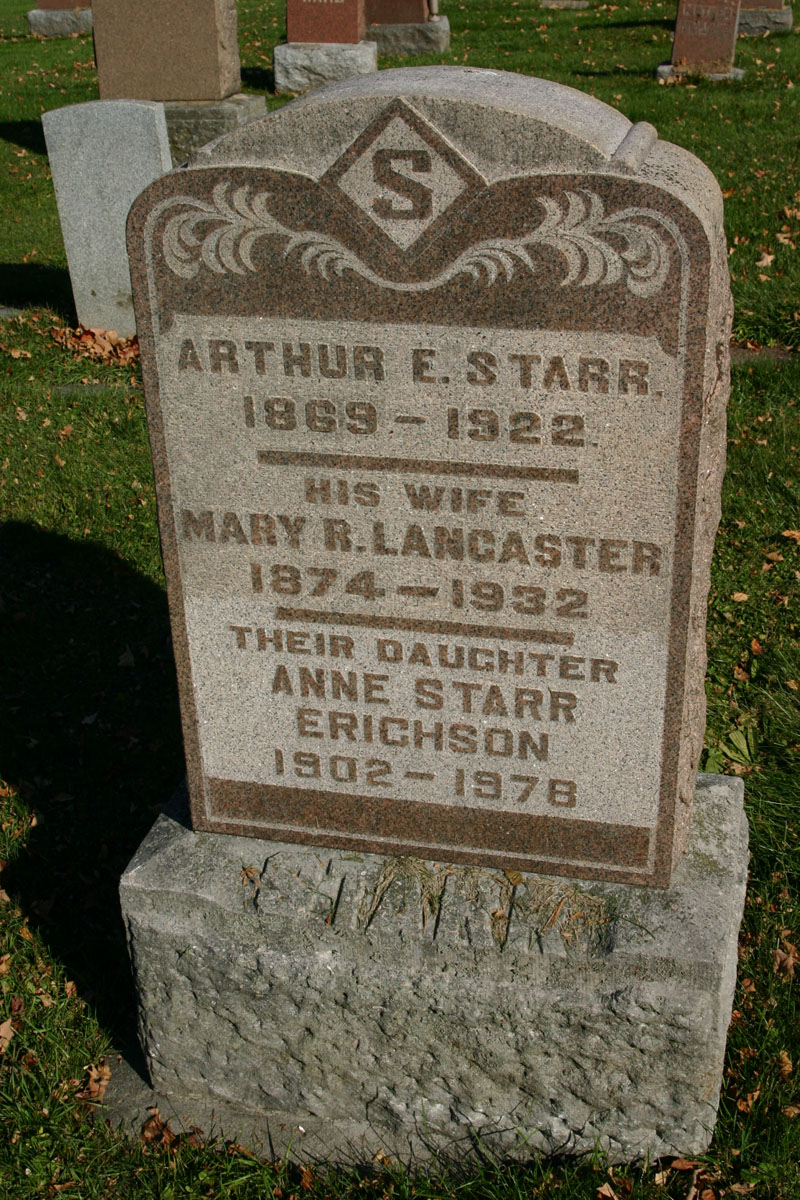 S
ARTHUR E. STARR.
1869 - 1922.
HIS WIFE
MARY R. LANCASTER
1874 - 1932
THEIR DAUGHTER
ANNE STARR
ERICHSON
1902 - 1978